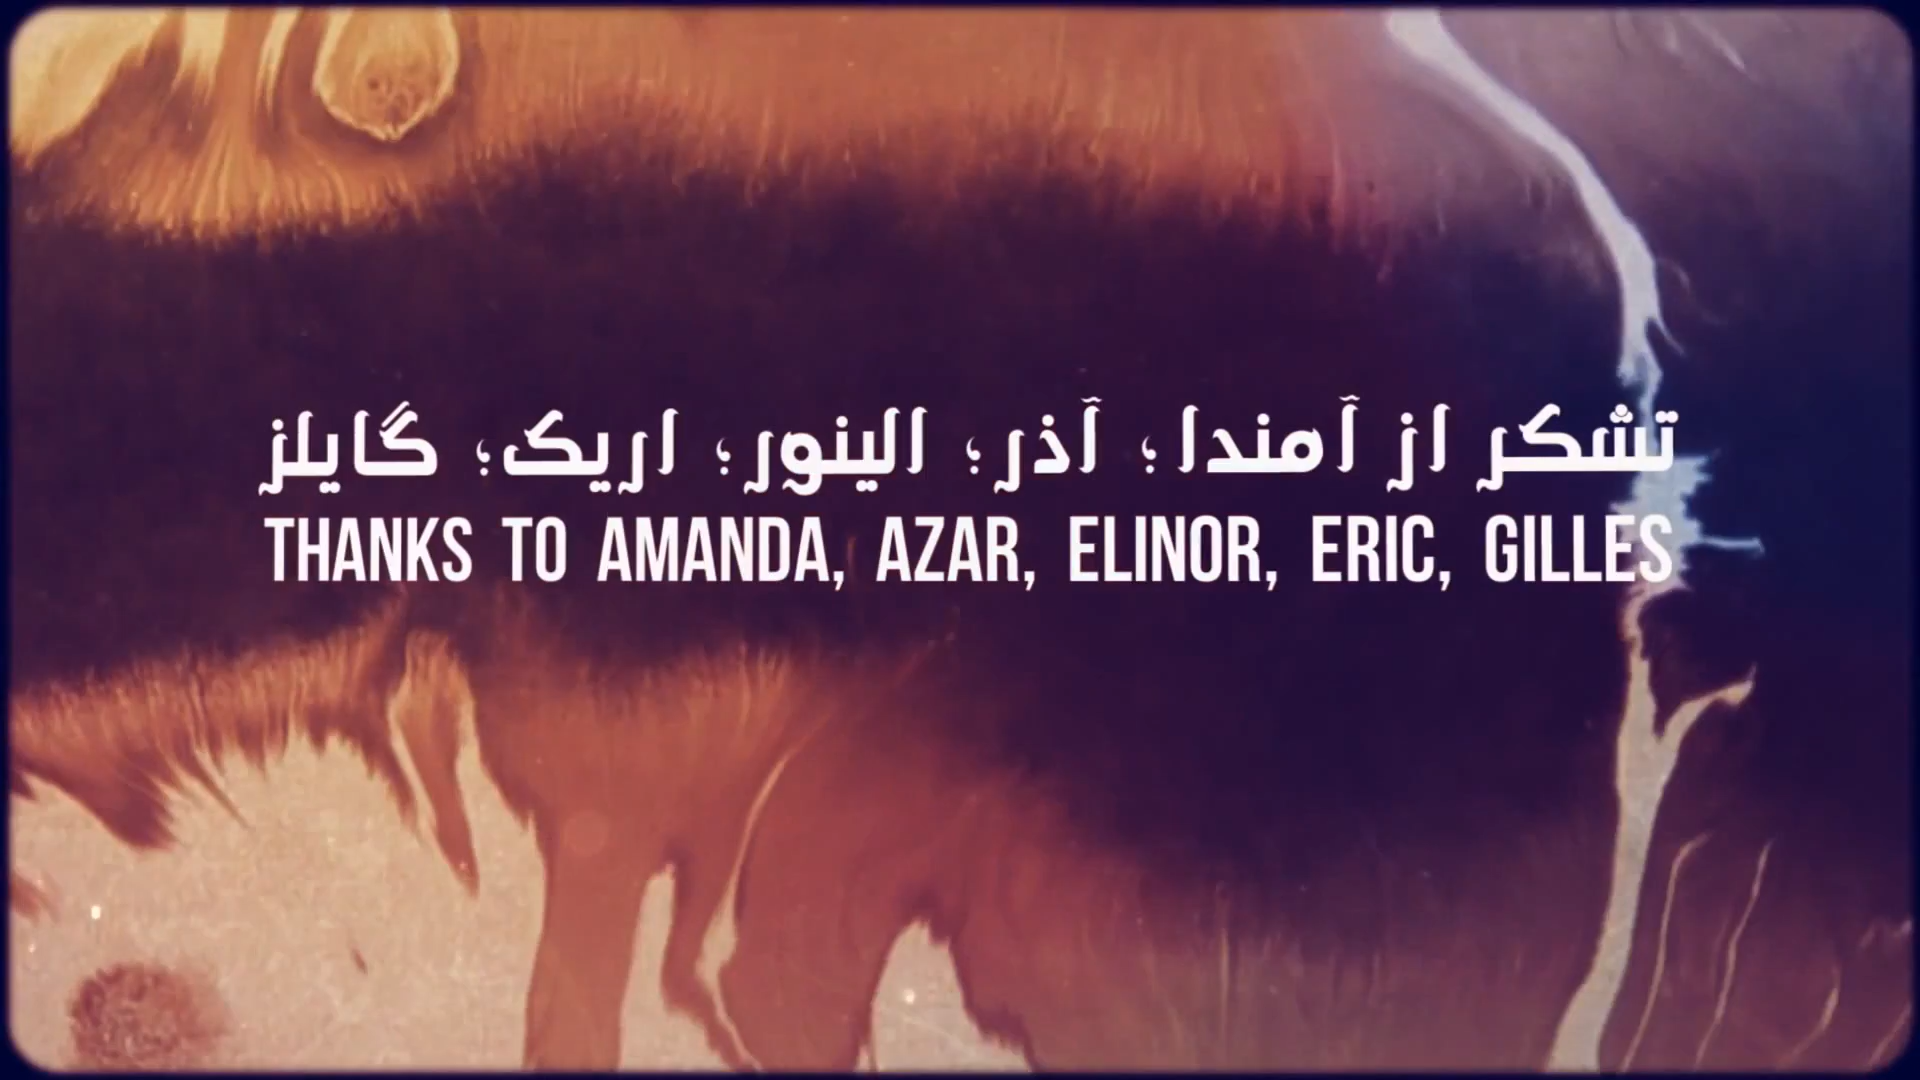 تشکر از آمندا؛ آذر؛ الینور؛ اریک؛ گایلز
THANKS TO AMANDA, AZAR, ELINOR, ERIC, GILLES